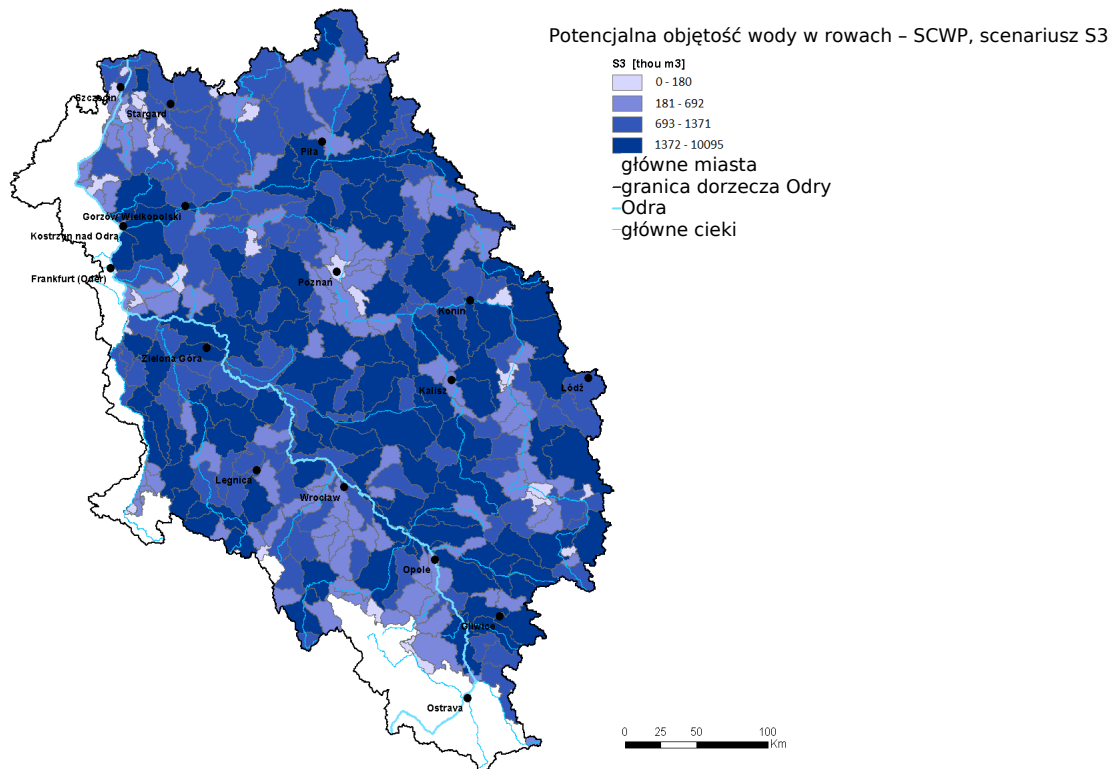 Potencjalna objętość wody w rowach – SCWP, scenariusz S3
S3 [thou m3]
0 - 180
181 - 692
693 - 1371
1372 - 10095
główne miasta
granica dorzecza Odry
Odra
główne cieki
Szczecin
Stargard
Piła
Gorzów Wielkopolski
Kostrzyn nad Odrą
Frankfurt (Oder)
Poznań
Konin
Zielona Góra
Kalisz
Łódź
Legnica
Wrocław
Opole
Gliwice
Ostrava
0 25 50 100
Km